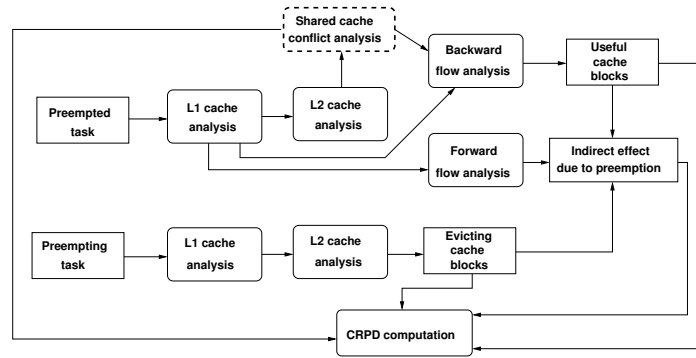 Shared cache
conflict analysis
Backward
flow analysis
Useful
cache
blocks
Preempted
task
L1 cache
analysis
L2 cache
analysis
Forward
flow analysis
Indirect effect
due to preemption
Preempting
task
L1 cache
analysis
L2 cache
analysis
Evicting
cache
blocks
CRPD computation